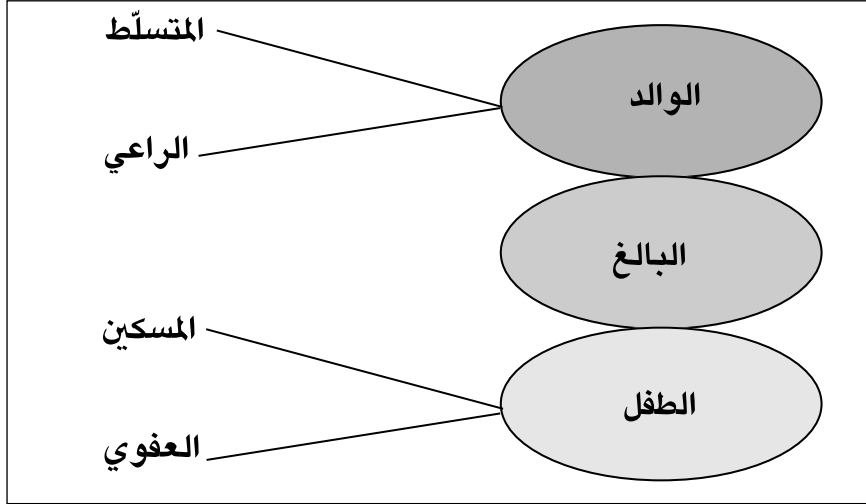 المتسلّط
الوالد
الراعي
البالغ
المسكين
الطفل
العفوي